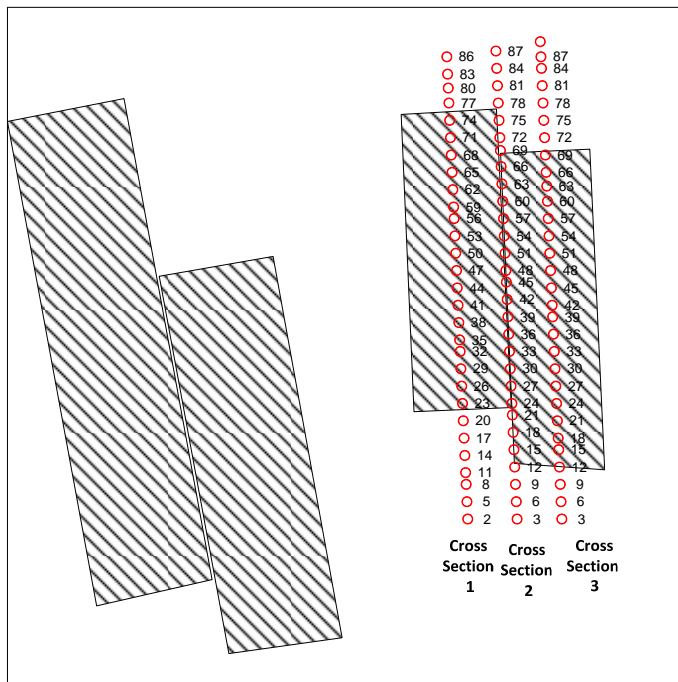 86 87 87
83 84 84
80 81 81
77 78 78
74 75 75
71 72 72
68 69 69
65 66 66
62 63 63
59 60 60
56 57 57
53 54 54
50 51 51
47 48 48
44 45 45
41 42 42
38 39 39
35 36 36
32 33 33
29 30 30
26 27 27
23 24 24
20 21 21
17 18 18
14 15 15
11 12 12
8 9 9
5 6 6
2 3 3
Cross
Section
1
Cross
Section
2
Cross
Section
3